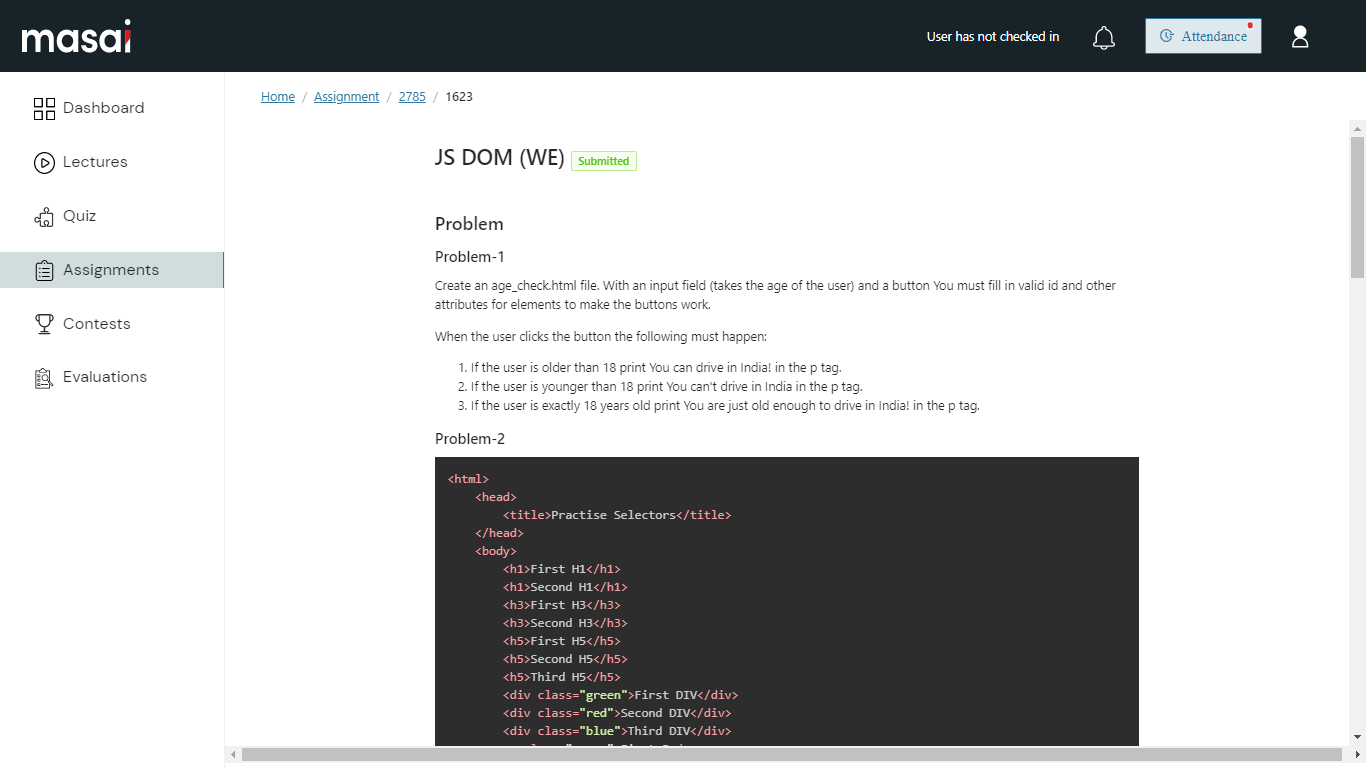 masai
User has not checked in
Attendance
Dashboard
Lectures
Quiz
Assignments
Contests
Evaluations
Home / Assignment / 2785 / 1623
JS DOM (WE) Submitted
Problem
Problem-1
Create an age_check.html file. With an input field (takes the age of the user) and a button You must fill in valid id and other
attributes for elements to make the buttons work.
When the user clicks the button the following must happen:
1. If the user is older than 18 print You can drive in India! in the p tag.
2. If the user is younger than 18 print You can't drive in India in the p tag.
3. If the user is exactly 18 years old print You are just old enough to drive in India! in the p tag.
Problem-2
<html>
<head>
<title>Practise Selectors</title>
</head>
<body>
<h1>First H1</h1>
<h1>Second H1</h1>
<h3>First H3</h3>
<h3>Second H3</h3>
<h5>First H5</h5>
<h5>Second H5</h5>
<h5>Third H5</h5>
<div class="green">First DIV</div>
<div class="red">Second DIV</div>
<div class="blue">Third DIV</div>